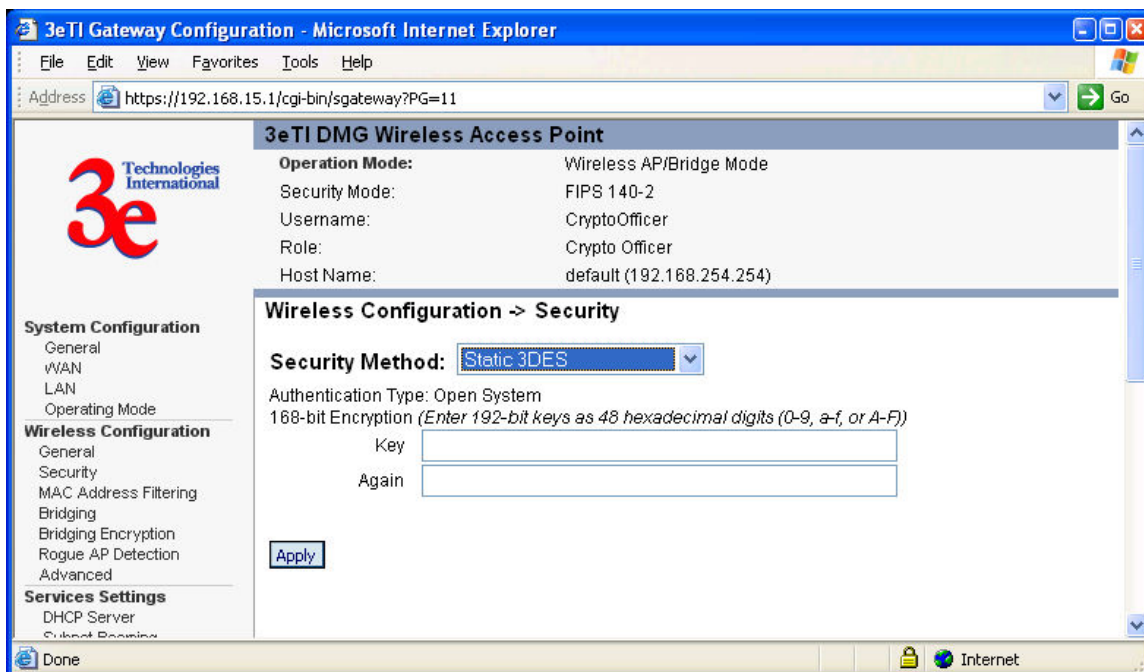 3eTI Gateway Configuration - Microsoft Internet Explorer
File Edit View Favorites Tools Help
Address https://192.168.15.1/cgi-bin/sgateway?PG=11 Go
3e Technologies International
System Configuration
General
WAN
LAN
Operating Mode
Wireless Configuration
General
Security
MAC Address Filtering
Bridging
Bridging Encryption
Rogue AP Detection
Advanced
Services Settings
DHCP Server
Subnet Roaming
3eTI DMG Wireless Access Point
Operation Mode: Wireless AP/Bridge Mode
Security Mode: FIPS 140-2
Username: CryptoOfficer
Role: Crypto Officer
Host Name: default (192.168.254.254)
Wireless Configuration -> Security
Security Method: Static 3DES
Authentication Type: Open System
168-bit Encryption (Enter 192-bit keys as 48 hexadecimal digits (0-9, a-f, or A-F))
Key
Again
Apply
Done Internet